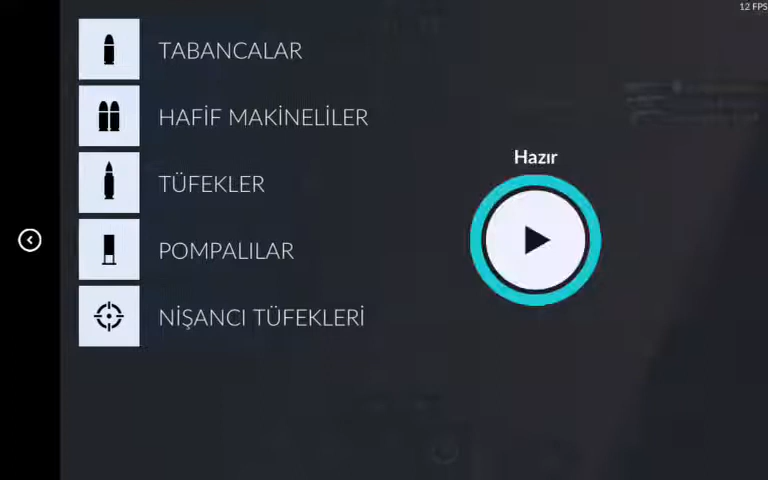 12 FPS
TABANCALAR
HAFİF MAKİNELİLER
TÜFEKLER
POMPALILAR
NİŞANCI TÜFEKLERİ
Hazır